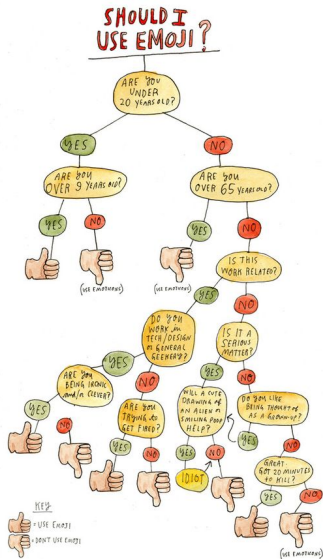 SHOULD I
USE EMOJI?
ARE YOU
UNDER
20 YEARS OLD?
YES
NO
ARE YOU
OVER 9 YEARS OLD?
ARE YOU
OVER 65 YEARS OLD?
YES
NO
YES
NO
(USE EMOTICONS)
(USE EMOTICONS)
IS THIS
WORK RELATED?
YES
NO
DO YOU
WORK in
TECH/DESIGN
or GENERAL
GEEKERY?
IS IT A
SERIOUS
MATTER?
YES
NO
YES
NO
ARE YOU
BEING IRONIC
and/or CLEVER?
ARE YOU
TRYING TO
GET FIRED?
WILL A CUTE
DRAWING OF
AN ALIEN or
SMILING POOP
HELP?
DO YOU LIKE
BEING THOUGHT OF
AS A GROWNUP?
YES
NO
YES
NO
YES
NO
YES
NO
IDIOT
GREAT.
GOT 20 MINUTES
TO KILL?
YES
NO
(USE EMOTICONS)
KEY
= USE EMOJI
= DON'T USE EMOJI